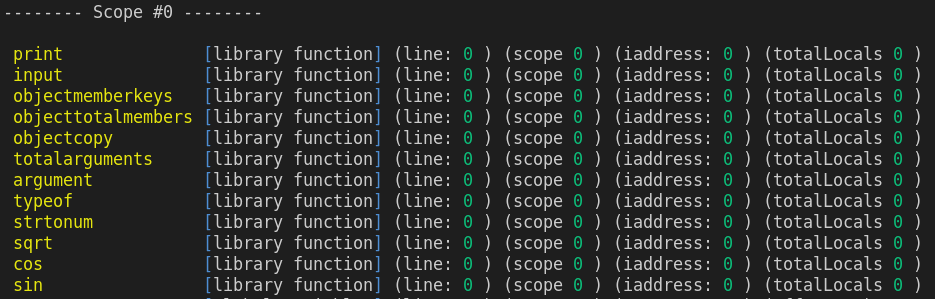 -------- Scope #0 --------
print [library function] (line: 0 ) (scope 0 ) (iaddress: 0 ) (totalLocals 0 )
input [library function] (line: 0 ) (scope 0 ) (iaddress: 0 ) (totalLocals 0 )
objectmemberkeys [library function] (line: 0 ) (scope 0 ) (iaddress: 0 ) (totalLocals 0 )
objecttotalmembers [library function] (line: 0 ) (scope 0 ) (iaddress: 0 ) (totalLocals 0 )
objectcopy [library function] (line: 0 ) (scope 0 ) (iaddress: 0 ) (totalLocals 0 )
totalarguments [library function] (line: 0 ) (scope 0 ) (iaddress: 0 ) (totalLocals 0 )
argument [library function] (line: 0 ) (scope 0 ) (iaddress: 0 ) (totalLocals 0 )
typeof [library function] (line: 0 ) (scope 0 ) (iaddress: 0 ) (totalLocals 0 )
strtonum [library function] (line: 0 ) (scope 0 ) (iaddress: 0 ) (totalLocals 0 )
sqrt [library function] (line: 0 ) (scope 0 ) (iaddress: 0 ) (totalLocals 0 )
cos [library function] (line: 0 ) (scope 0 ) (iaddress: 0 ) (totalLocals 0 )
sin [library function] (line: 0 ) (scope 0 ) (iaddress: 0 ) (totalLocals 0 )